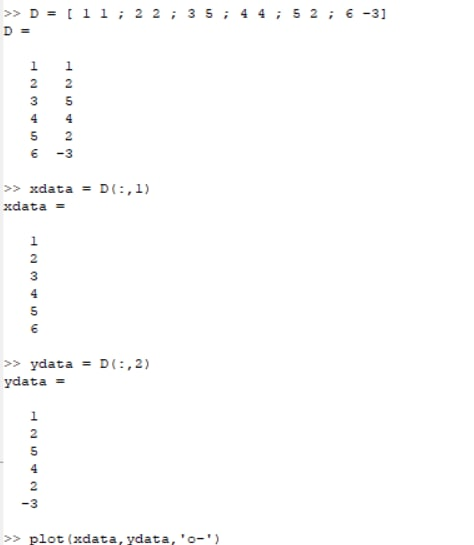 >> D = [ 1 1 ; 2 2 ; 3 5 ; 4 4 ; 5 2 ; 6 -3]
D =
1 1
2 2
3 5
4 4
5 2
6 -3
>> xdata = D(:,1)
xdata =
1
2
3
4
5
6
>> ydata = D(:,2)
ydata =
1
2
5
4
2
-3
>> plot(xdata,ydata,'o-')